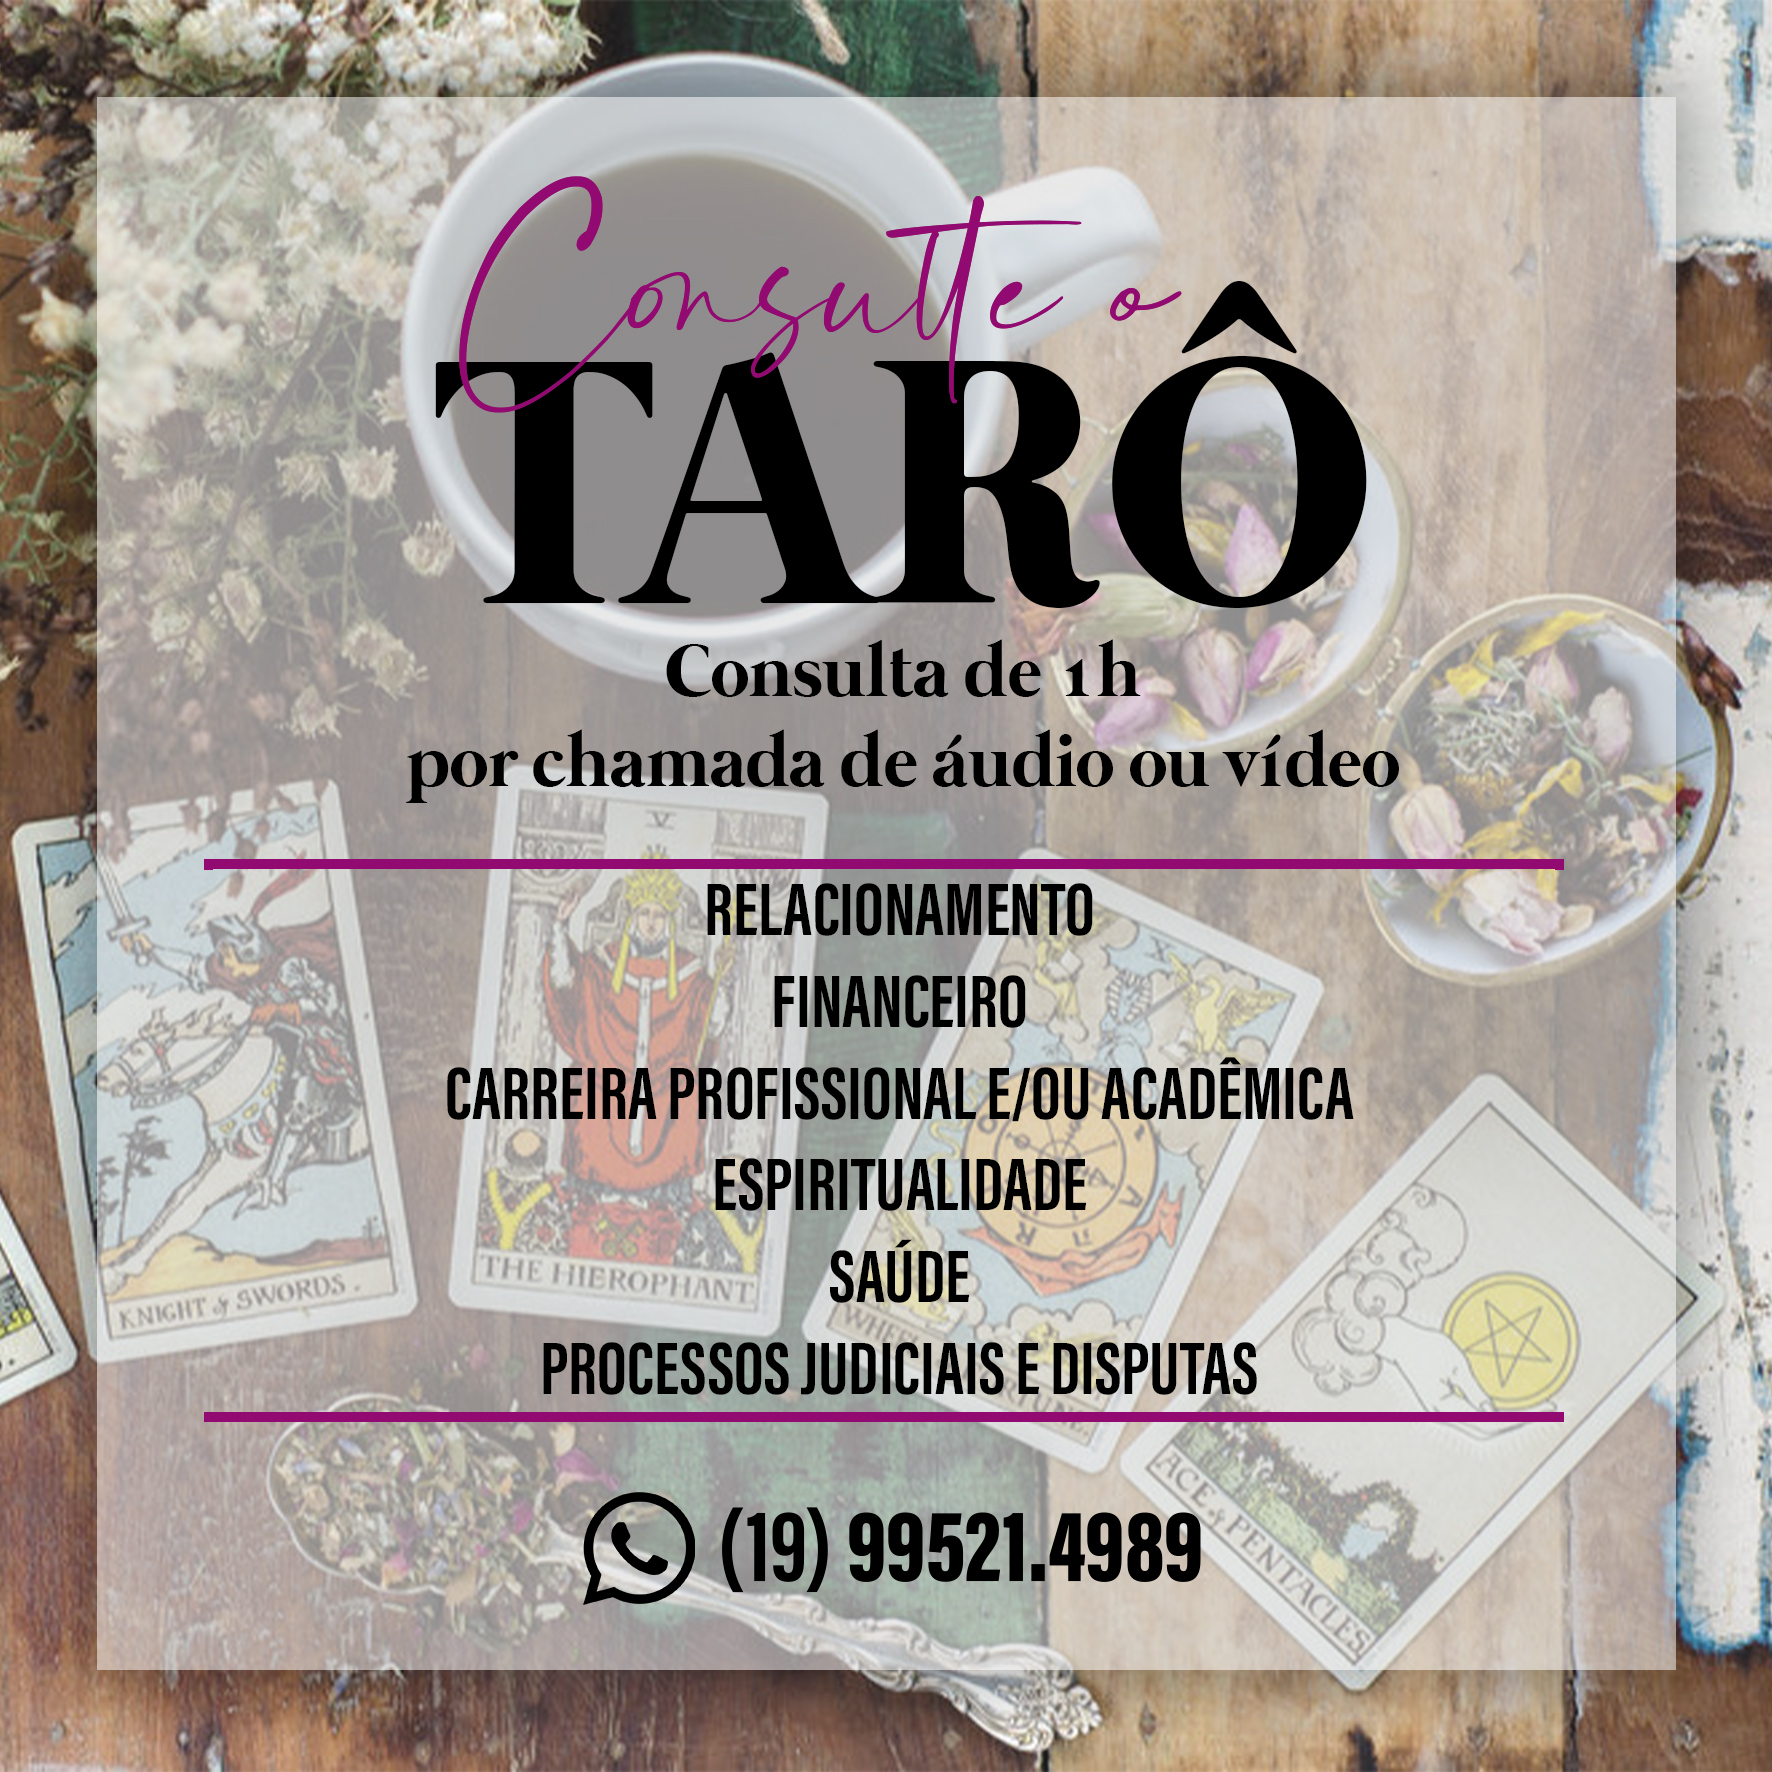 Consulte o
TARÔ
Consulta de 1h
por chamada de áudio ou vídeo
RELACIONAMENTO
FINANCEIRO
CARREIRA PROFISSIONAL E/OU ACADÊMICA
ESPIRITUALIDADE
SAÚDE
PROCESSOS JUDICIAIS E DISPUTAS
(19) 99521.4989
V
X
KNIGHT of SWORDS.
THE HIEROPHANT.
ACE of PENTACLES